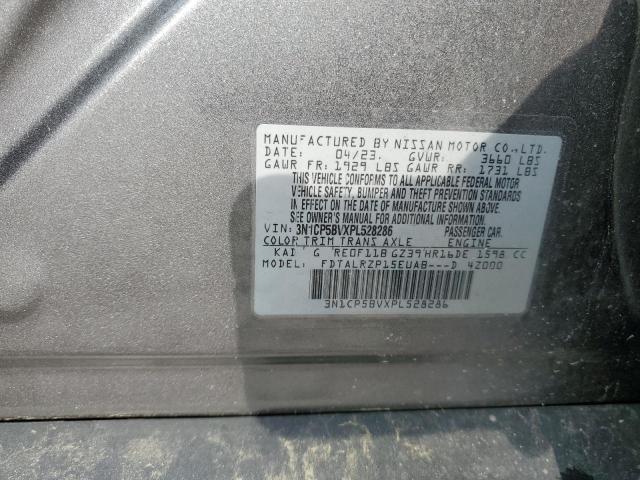 MANUFACTURED BY NISSAN MOTOR CO.,LTD.
DATE: 04/23. GVWR: 3660 LBS
GAWR FR: 1929 LBS GAWR RR: 1731 LBS
THIS VEHICLE CONFORMS TO ALL APPLICABLE FEDERAL MOTOR
VEHICLE SAFETY, BUMPER, AND THEFT PREVENTION STANDARDS
IN EFFECT ON THE DATE OF MANUFACTURE SHOWN ABOVE.
SEE OWNER'S MANUAL FOR ADDITIONAL INFORMATION.
VIN: 3N1CP5BVXPL528286 PASSENGER CAR.
COLOR TRIM TRANS AXLE ENGINE
KAD G RE0F11B GZ39 HR16DE 1598 CC
MODEL: FDTALRZP15EUAB---D 4Z000
3N1CP5BVXPL528286